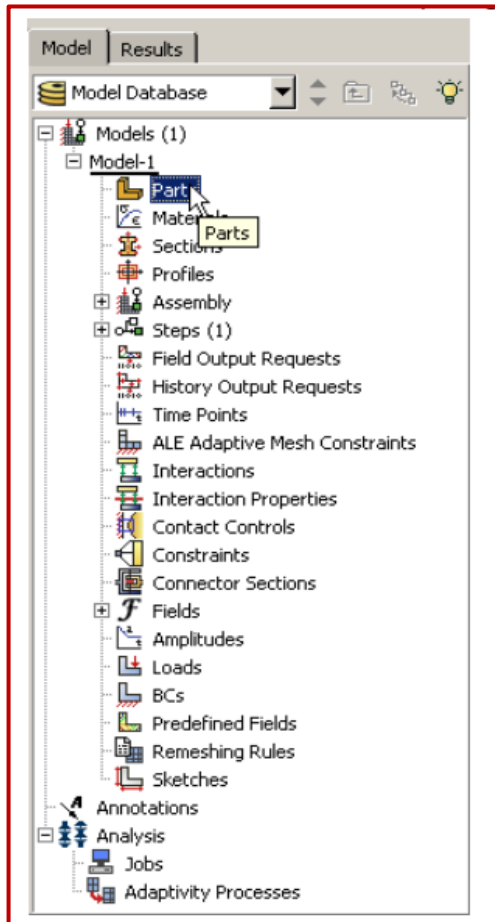 Model Results
Model Database
Models (1)
Model-1
Parts
Materials
Parts
Sections
Profiles
Assembly
Steps (1)
Field Output Requests
History Output Requests
Time Points
ALE Adaptive Mesh Constraints
Interactions
Interaction Properties
Contact Controls
Constraints
Connector Sections
Fields
Amplitudes
Loads
BCs
Predefined Fields
Remeshing Rules
Sketches
Annotations
Analysis
Jobs
Adaptivity Processes